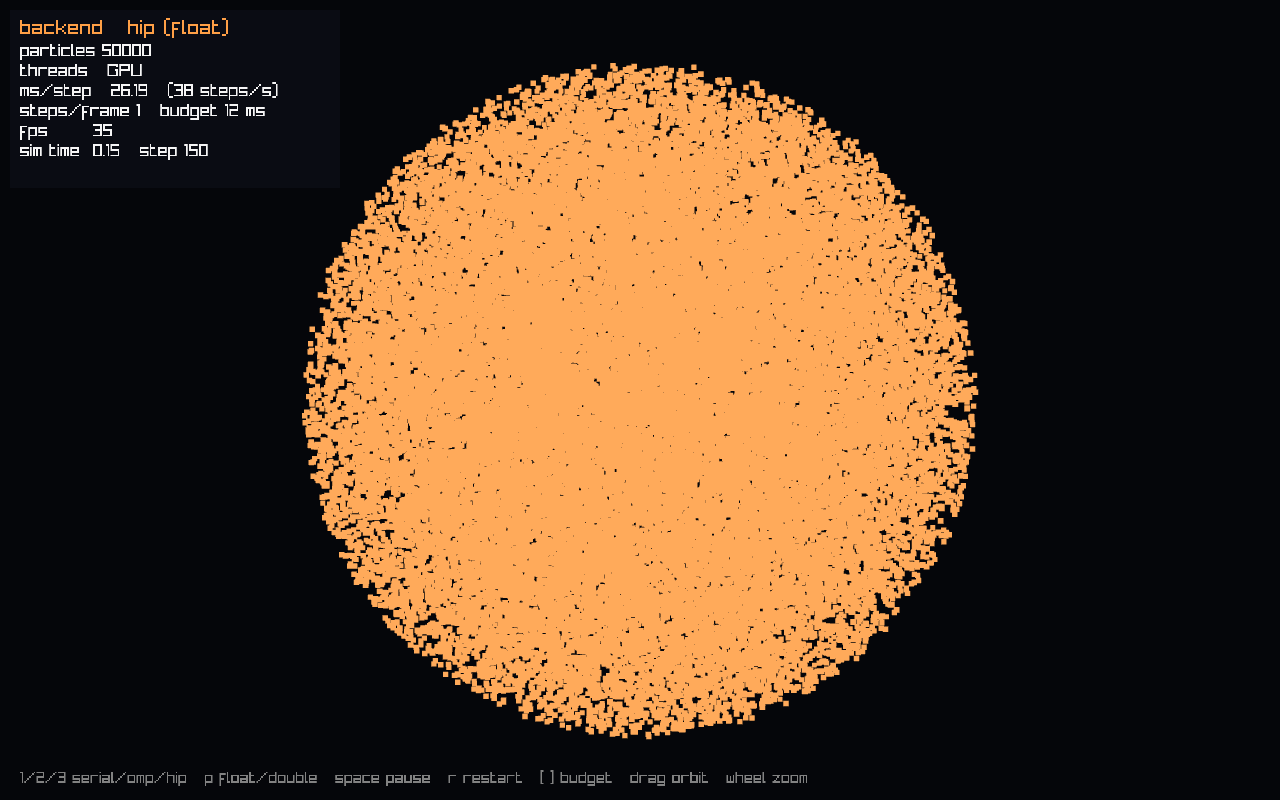 backend hip (float)
particles 50000
threads GPU
ms/step 26.19 (38 steps/s)
steps/frame 1 budget 12 ms
fps 35
sim time 0.15 step 150
1/2/3 serial/omp/hip p float/double space pause r restart [ ] budget drag orbit wheel zoom